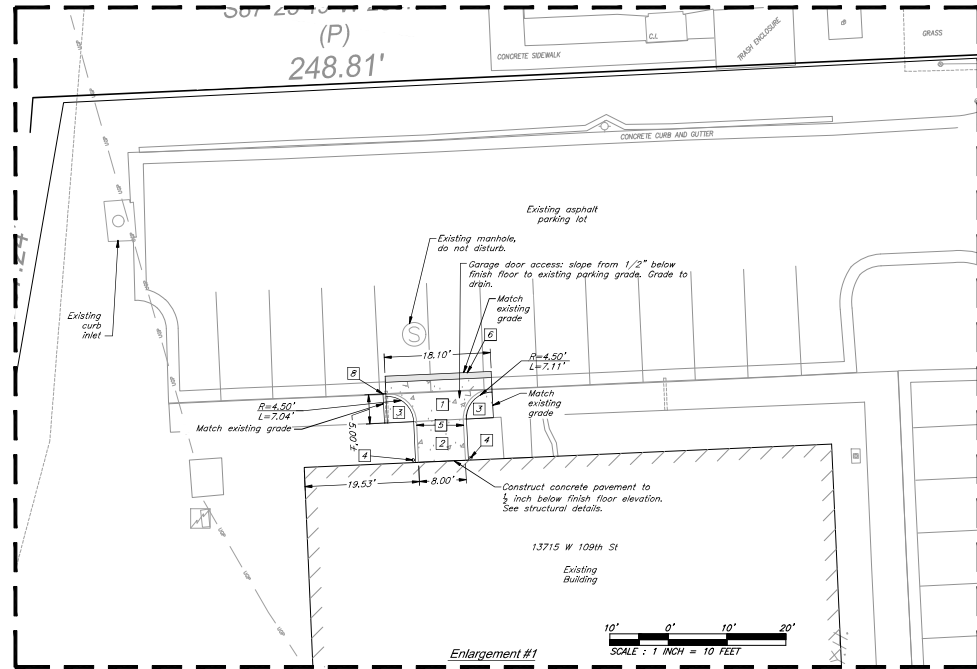 (P)
248.81'
CONCRETE SIDEWALK
C.L
TRASH ENCLOSURE
GRASS
CONCRETE CURB AND GUTTER
Existing asphalt
parking lot
Existing manhole,
do not disturb.
Garage door access: slope from 1/2" below
finish floor to existing parking grade. Grade to
drain.
Existing
curb
inlet
Match
existing
grade
S
6
18.10'
R=4.50'
L=7.11'
8
R=4.50'
L=7.04'
Match existing grade
Match
existing
grade
3
1
3
5
5.00'±
2
4
4
19.53'
8.00'
Construct concrete pavement to
1/2 inch below finish floor elevation.
See structural details.
13715 W 109th St
Existing
Building
UGP
10' 0' 10' 20'
SCALE : 1 INCH = 10 FEET
Enlargement #1